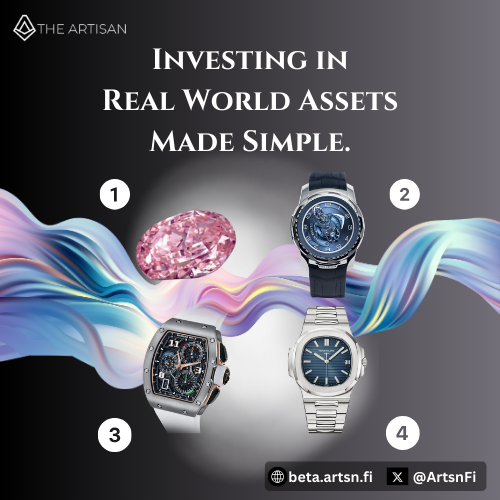 THE ARTISAN
Investing in
Real World Assets
Made Simple.
1
2
3
4
beta.artsn.fi
X @ArtsnFi